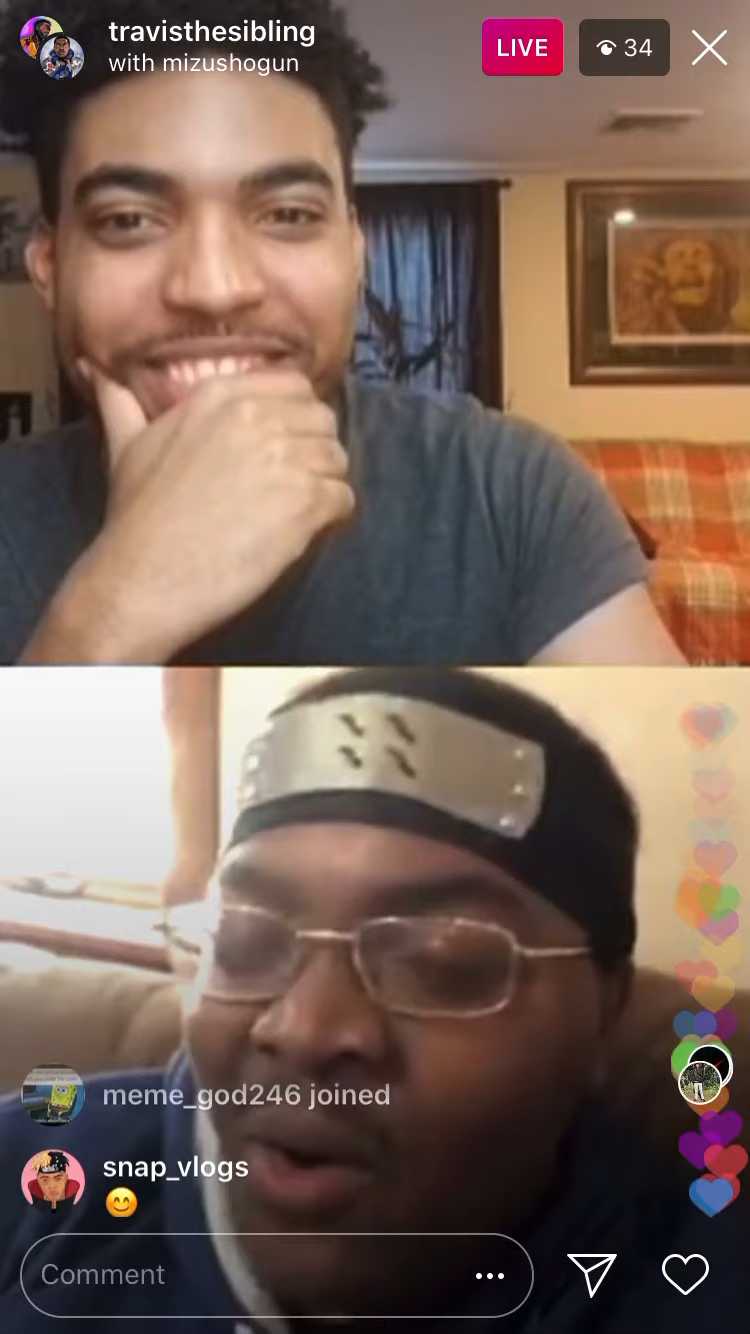 travisthesibling
with mizushogun
LIVE
34
meme_god246 joined
snap_vlogs
😊
Comment